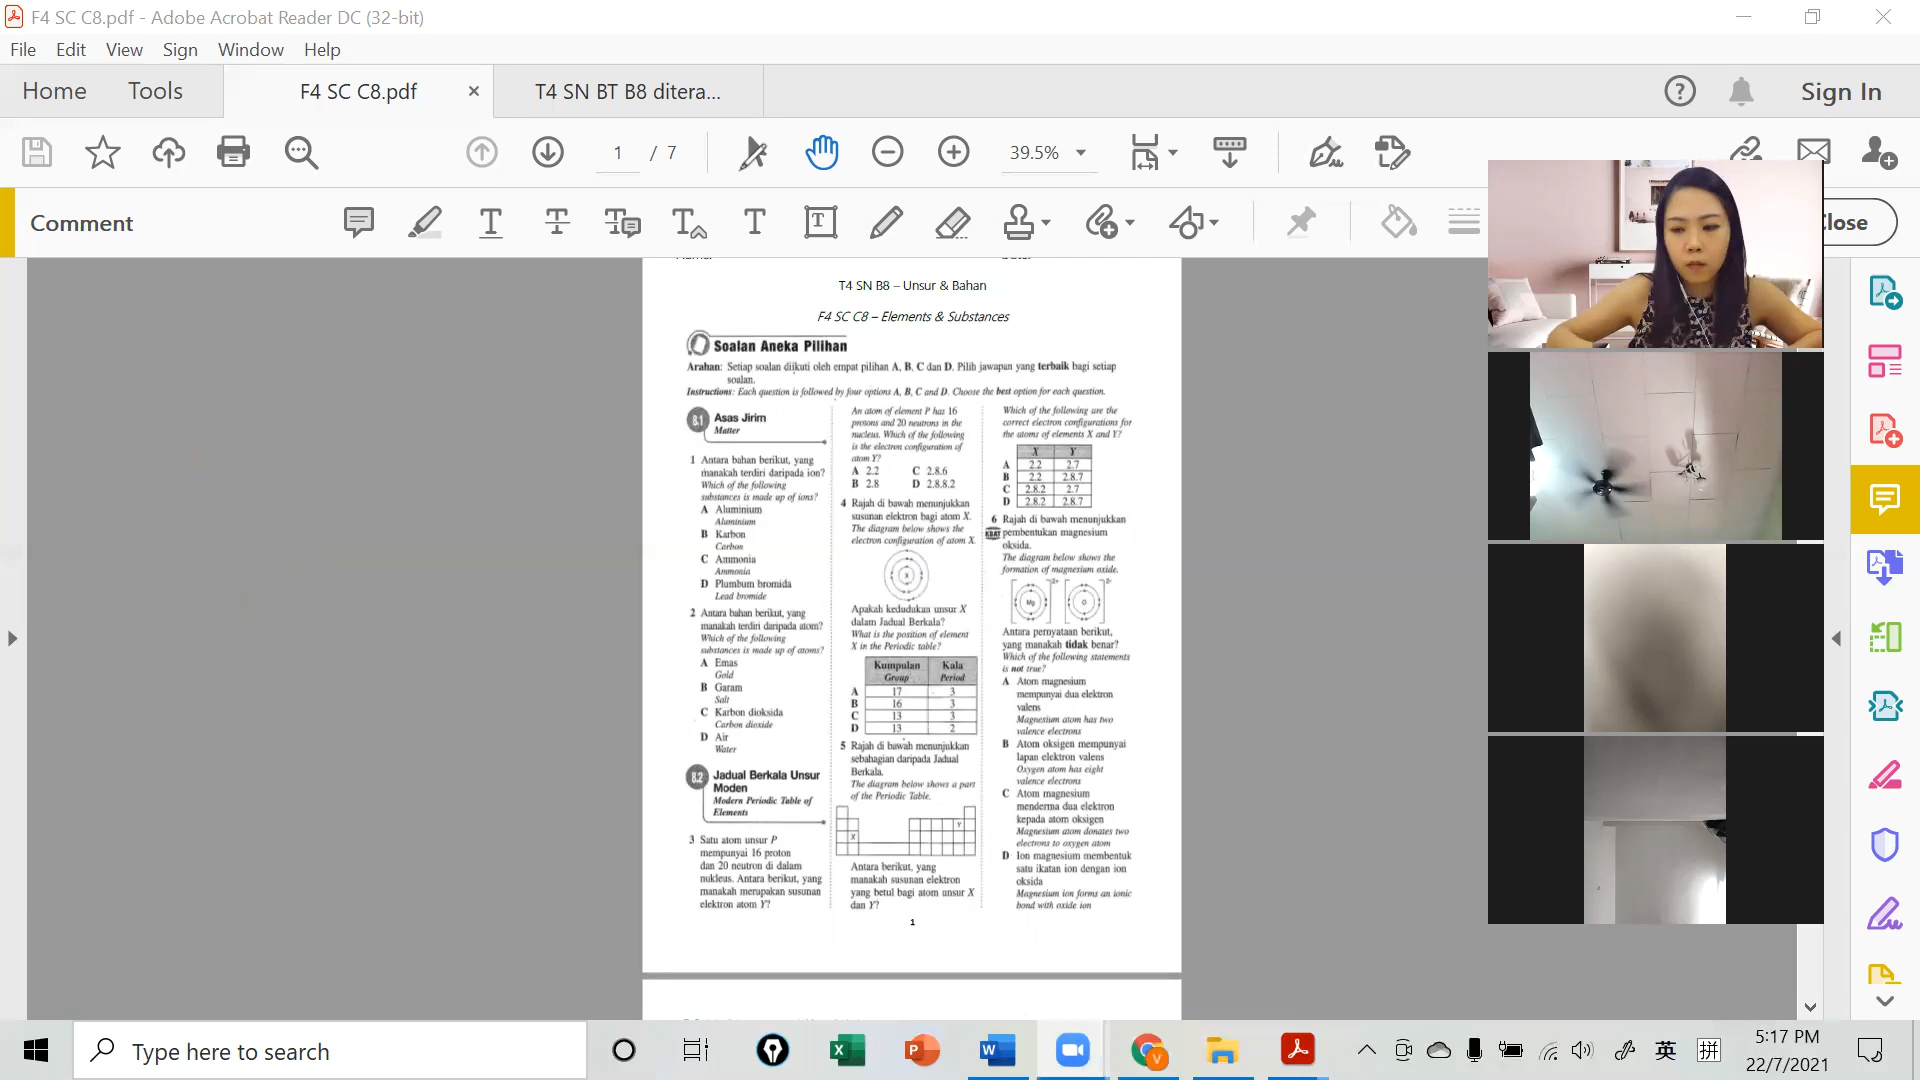 F4 SC C8.pdf - Adobe Acrobat Reader DC (32-bit)
File Edit View Sign Window Help
Home Tools F4 SC C8.pdf × T4 SN BT B8 ditera... Sign In
1 / 7 39.5%
Comment
T4 SN B8 – Unsur & Bahan
F4 SC C8 – Elements & Substances
Soalan Aneka Pilihan
Arahan: Setiap soalan diikuti oleh empat pilihan A, B, C dan D. Pilih jawapan yang terbaik bagi setiap
soalan.
Instructions: Each question is followed by four options A, B, C and D. Choose the best option for each question.
8.1 Asas Jirim
Matter
1 Antara bahan berikut, yang
manakah terdiri daripada ion?
Which of the following
substances is made up of ions?
A Aluminium
Aluminium
B Karbon
Carbon
C Ammonia
Ammonia
D Plumbum bromida
Lead bromide
2 Antara bahan berikut, yang
manakah terdiri daripada atom?
Which of the following
substances is made up of atoms?
A Emas
Gold
B Garam
Salt
C Karbon dioksida
Carbon dioxide
D Air
Water
8.2 Jadual Berkala Unsur
Moden
Modern Periodic Table of
Elements
3 Satu atom unsur P
mempunyai 16 proton
dan 20 neutron di dalam
nukleus. Antara berikut, yang
manakah merupakan susunan
elektron atom Y?
An atom of element P has 16
protons and 20 neutrons in the
nucleus. Which of the following
is the electron configuration of
atom Y?
A 2.2 C 2.8.6
B 2.8 D 2.8.8.2
4 Rajah di bawah menunjukkan
susunan elektron bagi atom X.
The diagram below shows the
electron configuration of atom X.
X
Apakah kedudukan unsur X
dalam Jadual Berkala?
What is the position of element
X in the Periodic table?
Kumpulan Kala
Group Period
A 17 3
B 16 3
C 13 3
D 13 2
5 Rajah di bawah menunjukkan
sebahagian daripada Jadual
Berkala.
The diagram below shows a part
of the Periodic Table.
Y
X
Antara berikut, yang
manakah susunan elektron
yang betul bagi atom unsur X
dan Y?
Which of the following are the
correct electron configurations for
the atoms of elements X and Y?
X Y
A 2.2 2.7
B 2.2 2.8.7
C 2.8.2 2.7
D 2.8.2 2.8.7
6 Rajah di bawah menunjukkan
KBAT pembentukan magnesium
oksida.
The diagram below shows the
formation of magnesium oxide.
Mg 2+ O 2-
Antara pernyataan berikut,
yang manakah tidak benar?
Which of the following statements
is not true?
A Atom magnesium
mempunyai dua elektron
valens
Magnesium atom has two
valence electrons
B Atom oksigen mempunyai
lapan elektron valens
Oxygen atom has eight
valence electrons
C Atom magnesium
menderma dua elektron
kepada atom oksigen
Magnesium atom donates two
electrons to oxygen atom
D Ion magnesium membentuk
satu ikatan ion dengan ion
oksida
Magnesium ion forms an ionic
bond with oxide ion
1
Type here to search
英 拼
5:17 PM
22/7/2021